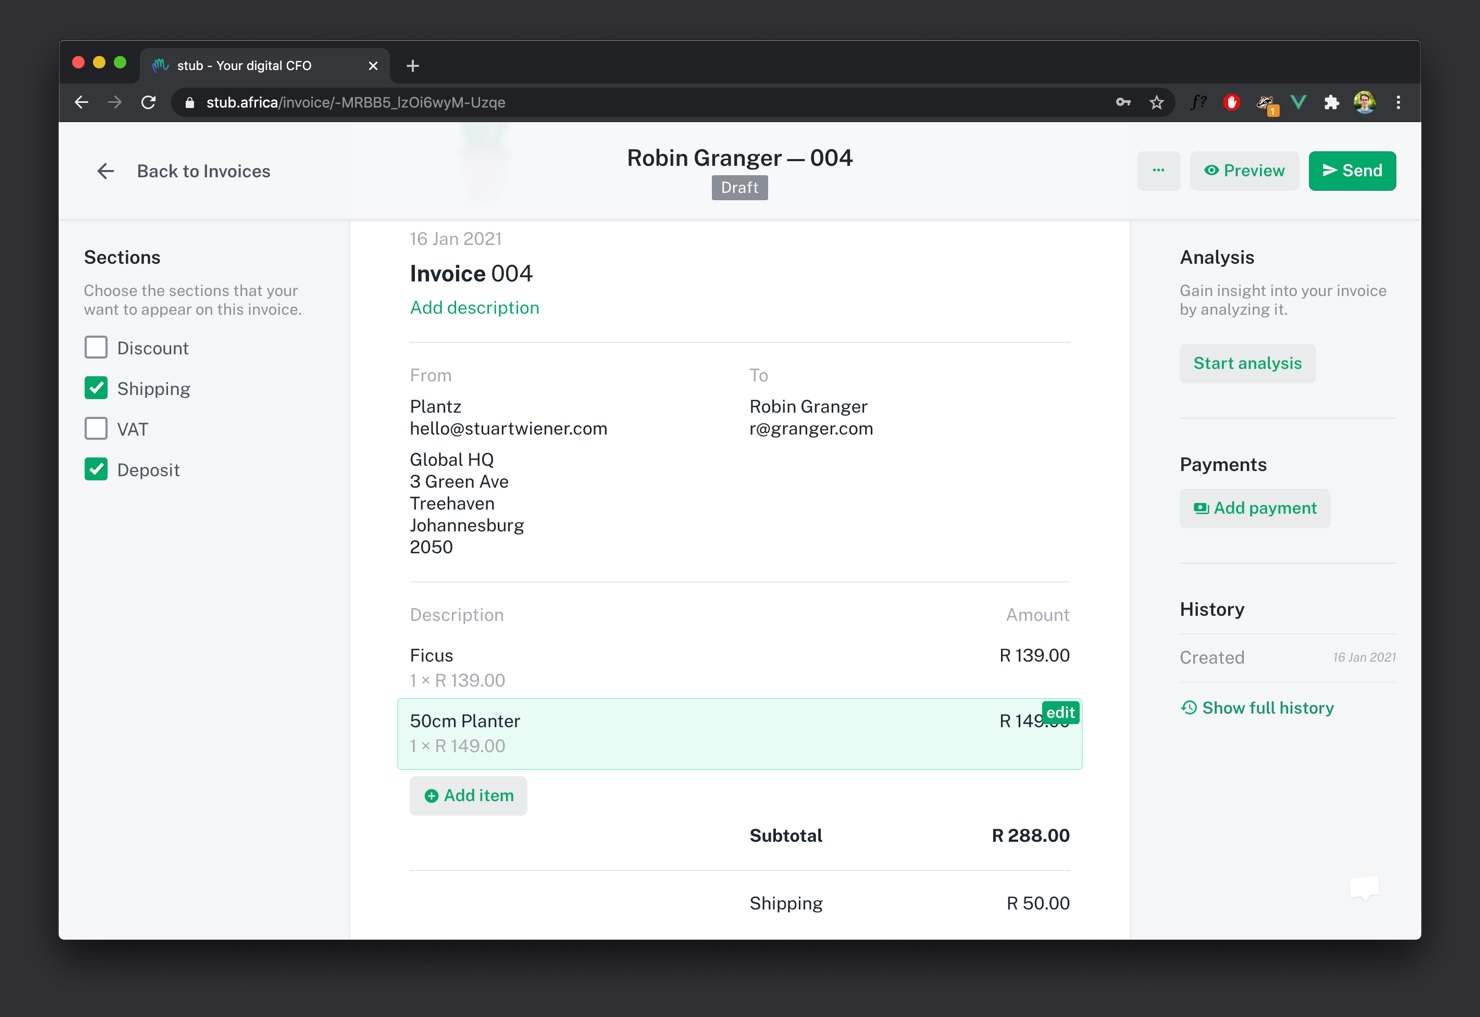 stub - Your digital CFO
stub.africa/invoice/-MRBB5_lzOi6wyM-Uzqe
f?
1
Back to Invoices
Robin Granger — 004
Draft
...
Preview
Send
Sections
Choose the sections that your
want to appear on this invoice.
Discount
Shipping
VAT
Deposit
16 Jan 2021
Invoice 004
Add description
From
Plantz
hello@stuartwiener.com
Global HQ
3 Green Ave
Treehaven
Johannesburg
2050
To
Robin Granger
r@granger.com
Description
Amount
Ficus
R 139.00
1 × R 139.00
50cm Planter
R 149.00
edit
1 × R 149.00
Add item
Subtotal
R 288.00
Shipping
R 50.00
Analysis
Gain insight into your invoice
by analyzing it.
Start analysis
Payments
Add payment
History
Created
16 Jan 2021
Show full history